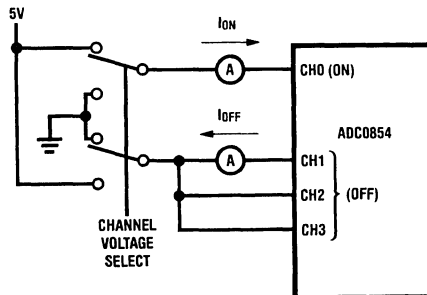 5V
ION
A
CH0 (ON)
IOFF
ADC0854
A
CH1
CH2
(OFF)
CH3
CHANNEL
VOLTAGE
SELECT